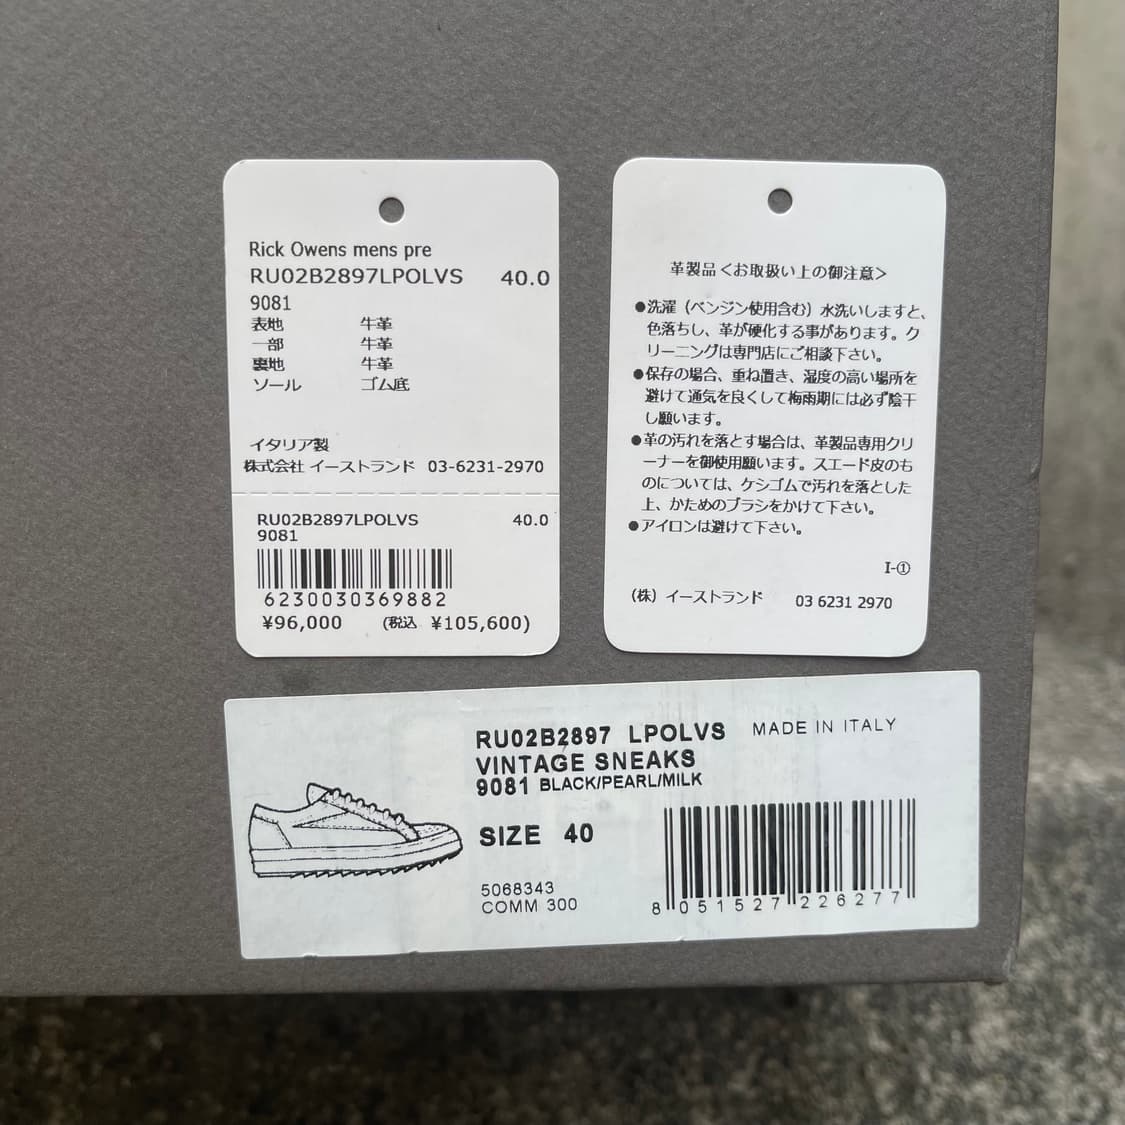 Rick Owens mens pre
RU02B2897LPOLVS 40.0
9081
表地 牛革
一部 牛革
裏地 牛革
ソール ゴム底
イタリア製
株式会社 イーストランド 03-6231-2970
RU02B2897LPOLVS 40.0
9081
6230030369882
¥96,000 (税込 ¥105,600)
革製品<お取扱い上の御注意>
●洗濯(ベンジン使用含む)水洗いしますと、
色落ちし、革が硬化する事があります。ク
リーニングは専門店にご相談下さい。
●保存の場合、重ね置き、湿度の高い場所を
避けて通気を良くして梅雨期には必ず陰干
し願います。
●革の汚れを落とす場合は、革製品専用クリ
ーナーを御使用願います。スエード皮のも
のについては、ケシゴムで汚れを落とした
上、かためのブラシをかけて下さい。
●アイロンは避けて下さい。
I-①
(株)イーストランド 03 6231 2970
RU02B2897 LPOLVS MADE IN ITALY
VINTAGE SNEAKS
9081 BLACK/PEARL/MILK
SIZE 40
5068343
COMM 300
8 051527 226277